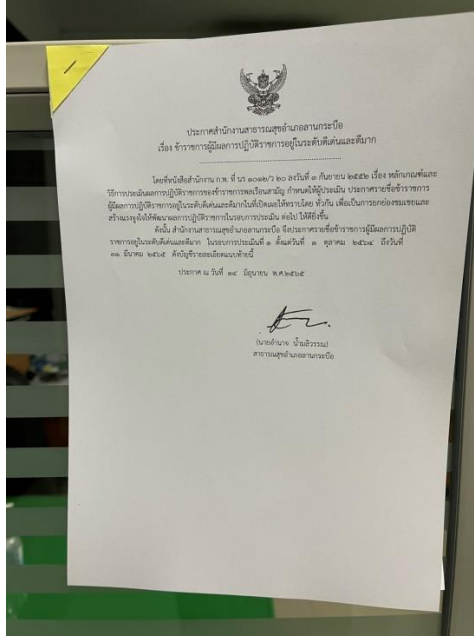 ประกาศสำนักงานสาธารณสุขอำเภอลานกระบือ
เรื่อง ข้าราชการผู้มีผลการปฏิบัติราชการอยู่ในระดับดีเด่นและดีมาก
โดยที่หนังสือสำนักงาน ก.พ. ที่ นร ๑๐๑๒/ว ๒๐ ลงวันที่ ๓ กันยายน ๒๕๕๒ เรื่อง หลักเกณฑ์และ
วิธีการประเมินผลการปฏิบัติราชการของข้าราชการพลเรือนสามัญ กำหนดให้ผู้ประเมิน ประกาศรายชื่อข้าราชการ
ผู้มีผลการปฏิบัติราชการอยู่ในระดับดีเด่นและดีมากในที่เปิดเผยให้ทราบโดย ทั่วกัน เพื่อเป็นการยกย่องชมเชยและ
สร้างแรงจูงใจให้พัฒนาผลการปฏิบัติราชการในรอบการประเมิน ต่อไป ให้ดียิ่งขึ้น
ดังนั้น สำนักงานสาธารณสุขอำเภอลานกระบือ จึงประกาศรายชื่อข้าราชการผู้มีผลการปฏิบัติ
ราชการอยู่ในระดับดีเด่นและดีมาก ในรอบการประเมินที่ ๑ ตั้งแต่วันที่ ๑ ตุลาคม ๒๕๖๔ ถึงวันที่
๓๑ มีนาคม ๒๕๖๕ ดังบัญชีรายละเอียดแนบท้ายนี้
ประกาศ ณ วันที่ ๑๔ มิถุนายน พ.ศ.๒๕๖๕
(นายอำนาจ น้ำมสิวรรณ)
สาธารณสุขอำเภอลานกระบือ